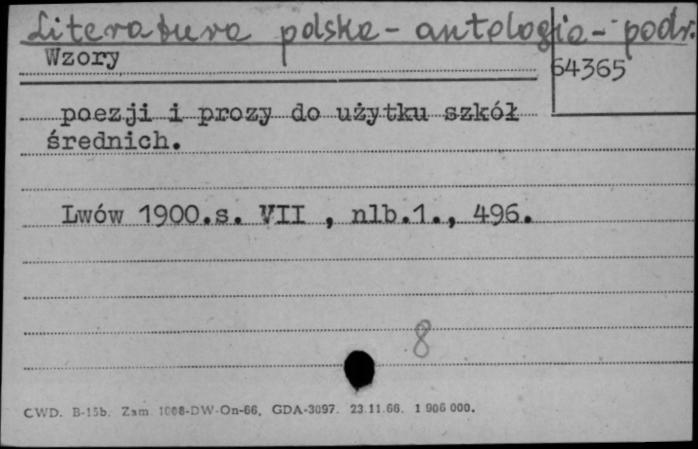 Literatura polska - antologia - podr.
Wzory
64365
poezji i prozy do użytku szkół
średnich.
Lwów 1900.s. VII , nlb.1., 496.
8
CWD. B-15b. Zam. 1008-DW-On-66. GDA-3097. 23.11.66. 1 906 000.